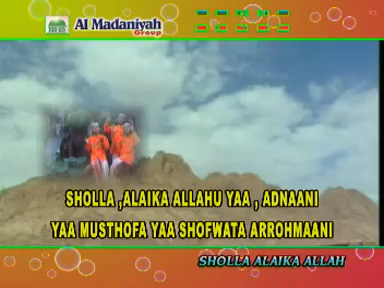 Al Madaniyah
Group
SHOLLA ,ALAIKA ALLAHU YAA , ADNAANI
YAA MUSTHOFA YAA SHOFWATA ARROHMAANI
SHOLLA ALAIKA ALLAH